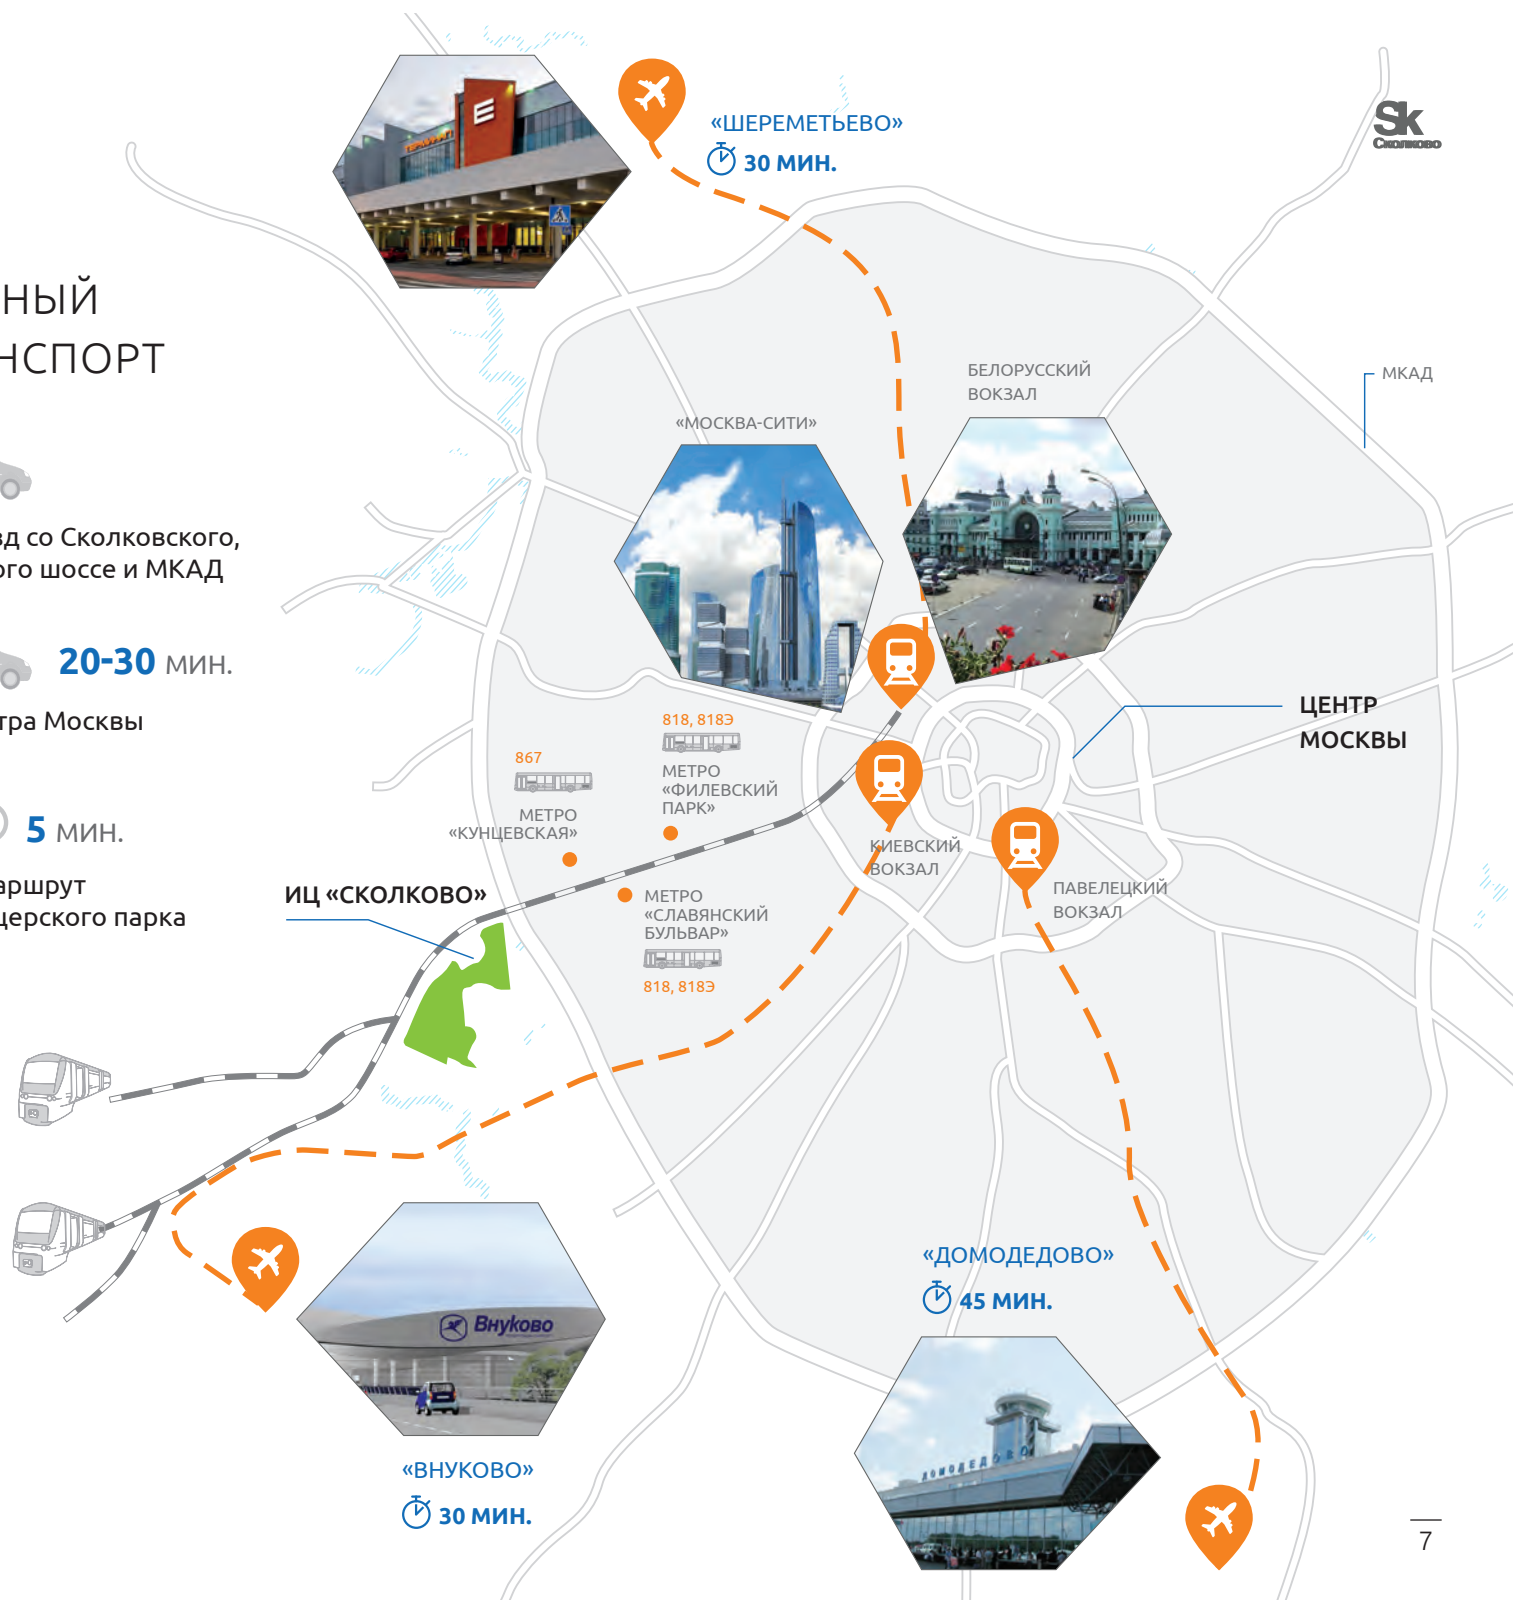 «ШЕРЕМЕТЬЕВО»
30 МИН.
Sk
Сколково
Е
НЫЙ
НСПОРТ
МКАД
БЕЛОРУССКИЙ
ВОКЗАЛ
«МОСКВА-СИТИ»
зд со Сколковского,
ого шоссе и МКАД
20-30 МИН.
тра Москвы
ЦЕНТР
МОСКВЫ
818, 818Э
МЕТРО
«ФИЛЕВСКИЙ
ПАРК»
867
МЕТРО
«КУНЦЕВСКАЯ»
5 МИН.
аршрут
церского парка
КИЕВСКИЙ
ВОКЗАЛ
ПАВЕЛЕЦКИЙ
ВОКЗАЛ
ИЦ «СКОЛКОВО»
МЕТРО
«СЛАВЯНСКИЙ
БУЛЬВАР»
818, 818Э
«ДОМОДЕДОВО»
45 МИН.
Внуково
ДОМОДЕДОВО
«ВНУКОВО»
30 МИН.
7